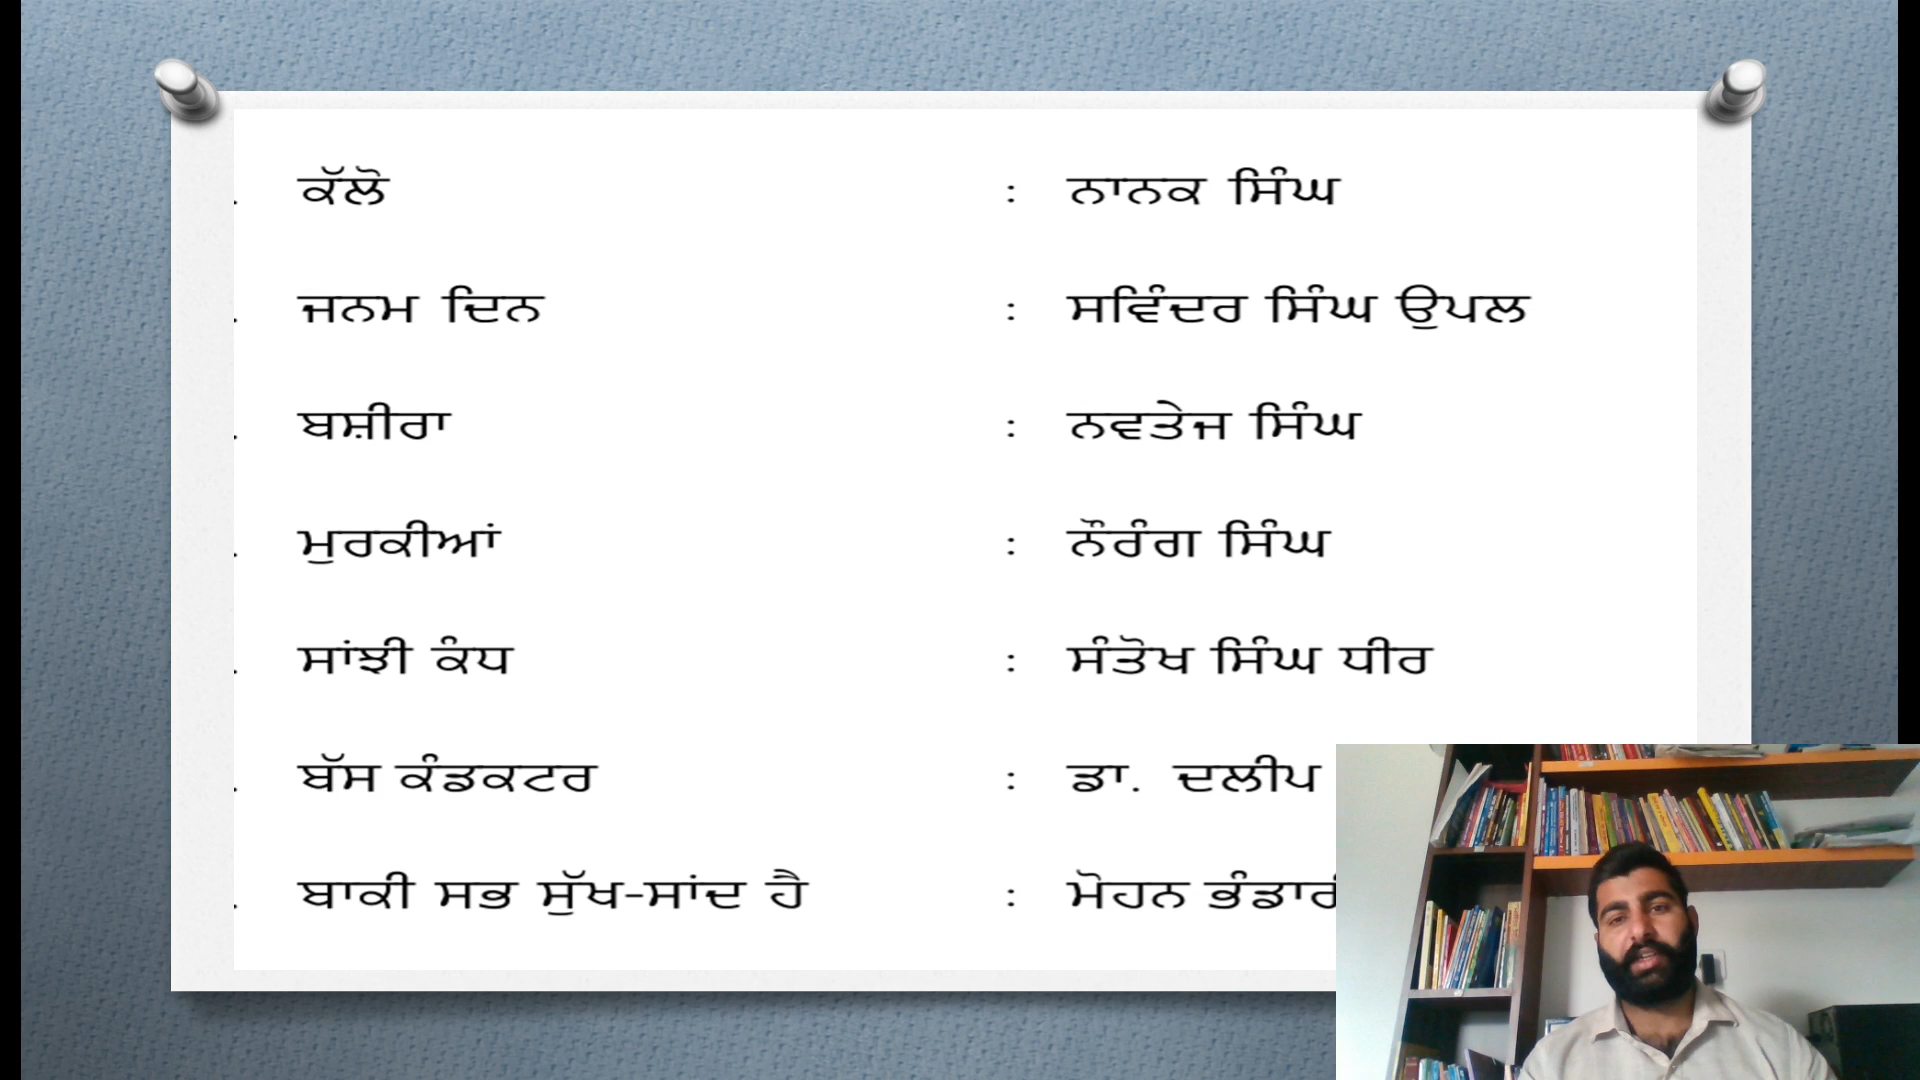 ਕੱਲੋ : ਨਾਨਕ ਸਿੰਘ
ਜਨਮ ਦਿਨ : ਸਵਿੰਦਰ ਸਿੰਘ ਉਪਲ
ਬਸ਼ੀਰਾ : ਨਵਤੇਜ ਸਿੰਘ
ਮੁਰਕੀਆਂ : ਨੌਰੰਗ ਸਿੰਘ
ਸਾਂਝੀ ਕੰਧ : ਸੰਤੋਖ ਸਿੰਘ ਧੀਰ
ਬੱਸ ਕੰਡਕਟਰ : ਡਾ. ਦਲੀਪ
ਬਾਕੀ ਸਭ ਸੁੱਖ-ਸਾਂਦ ਹੈ : ਮੋਹਨ